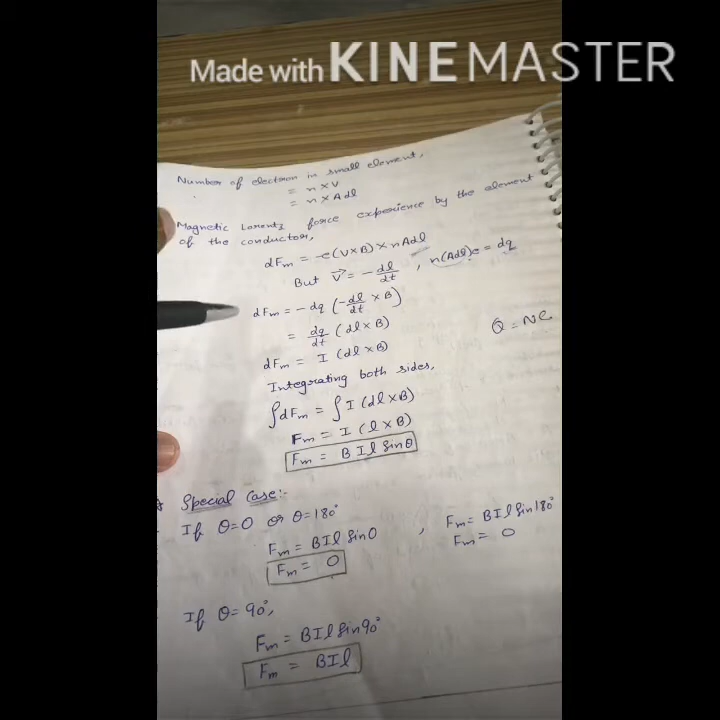 Made with KINEMASTER
Number of electron in small element,
= n × V
= n × Adl
Magnetic Lorentz force experience by the element
of the conductor,
dFm = -e(V×B) × nAdl
But V⃗ = -dl/dt , n(Adl)e = dq
dFm = -dq (-dl/dt × B)
= dq/dt (dl×B)
Q = Ne
dFm = I (dl×B)
Integrating both sides,
∫dFm = ∫I (dl×B)
Fm = I (l×B)
Fm = BIl Sinθ
Special Case:-
If θ=0 or θ=180°
Fm = BIl Sin0 , Fm = BIl Sin180°
Fm = 0 Fm = 0
If θ = 90°,
Fm = BIl Sin90°
Fm = BIl